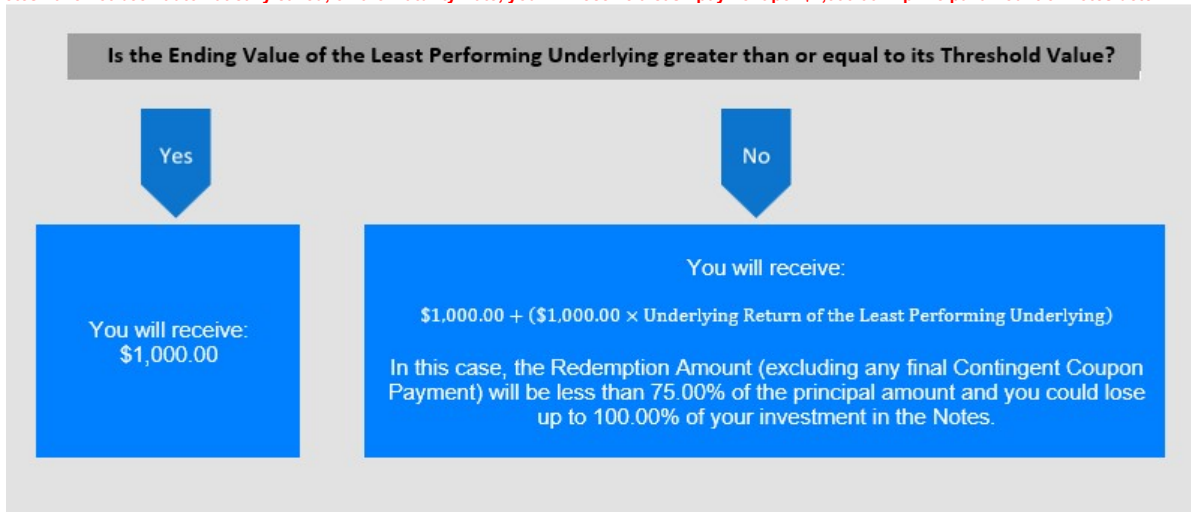 Is the Ending Value of the Least Performing Underlying greater than or equal to its Threshold Value?
Yes
No
You will receive:
$1,000.00
You will receive:
$1,000.00 + ($1,000.00 × Underlying Return of the Least Performing Underlying)
In this case, the Redemption Amount (excluding any final Contingent Coupon
Payment) will be less than 75.00% of the principal amount and you could lose
up to 100.00% of your investment in the Notes.